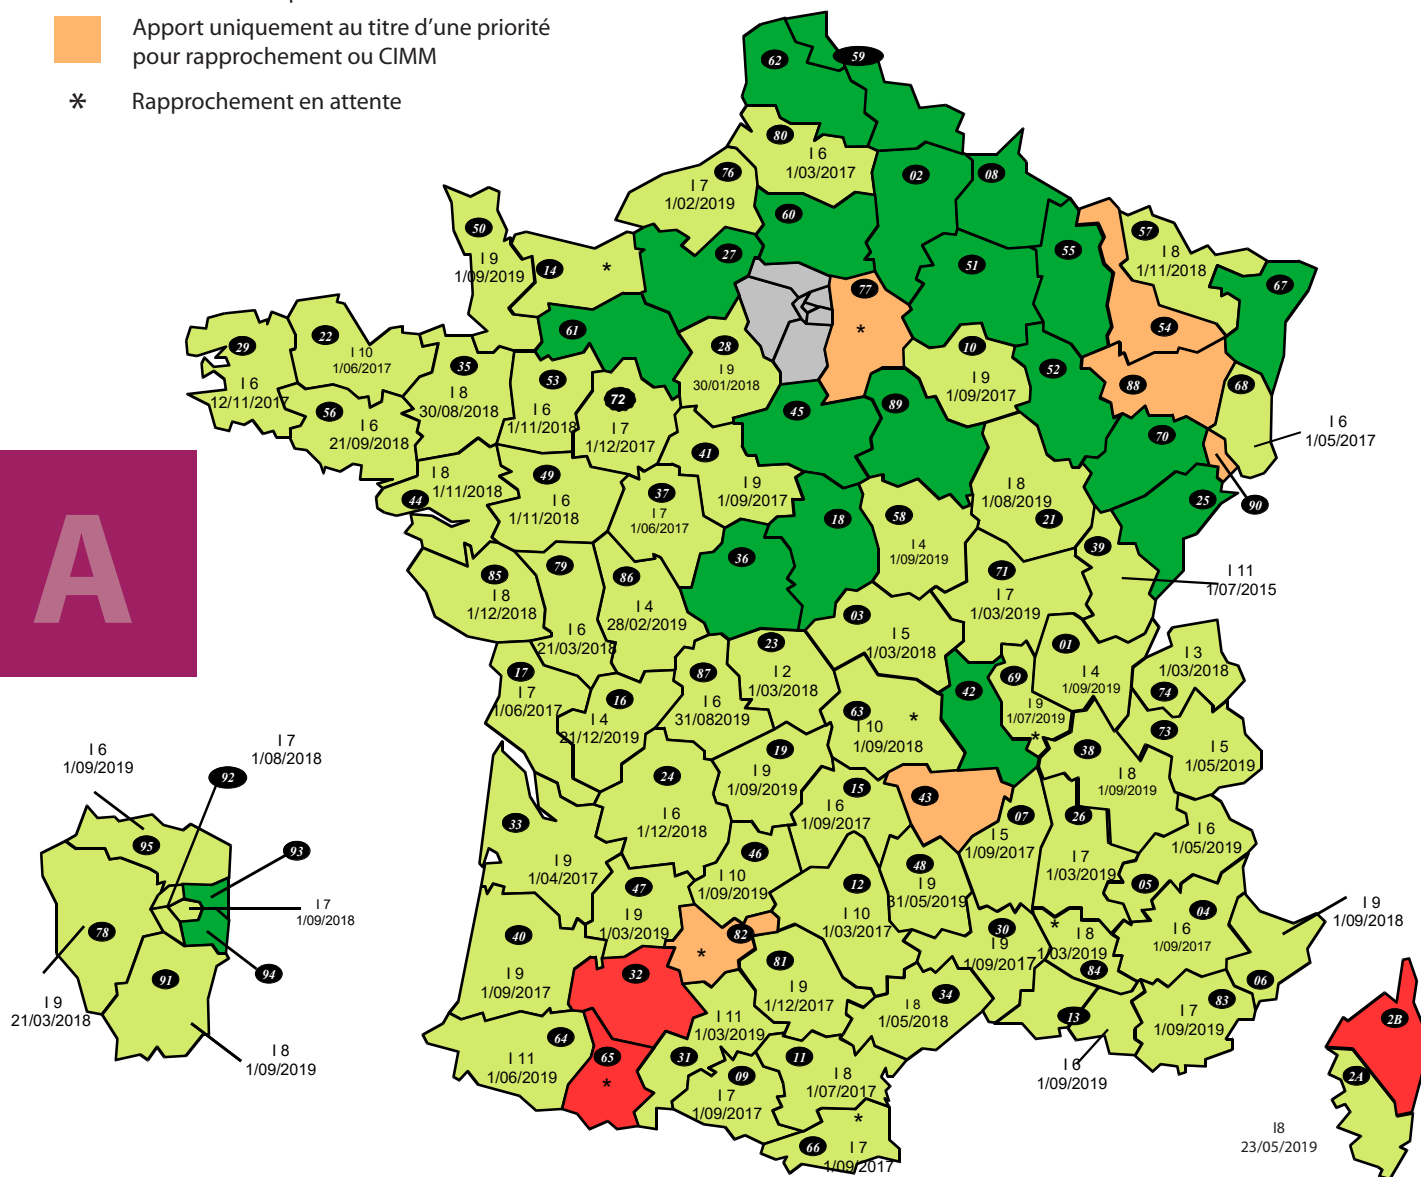 Apport uniquement au titre d’une priorité
pour rapprochement ou CIMM
* Rapprochement en attente
A
62
59
80
I 6
1/03/2017
76
I 7
1/02/2019
02
08
60
50
I 9
1/09/2019
14
*
27
51
55
57
I 8
1/11/2018
67
77
*
61
54
29
I 6
12/11/2017
22
I 10
1/06/2017
35
I 8
30/08/2018
53
I 6
1/11/2018
72
I 7
1/12/2017
28
I 9
30/01/2018
10
I 9
1/09/2017
52
88
68
I 6
1/05/2017
56
I 6
21/09/2018
45
89
70
90
25
41
I 9
1/09/2017
44
I 8
1/11/2018
49
I 6
1/11/2018
37
I 7
1/06/2017
18
58
I 4
1/09/2019
I 8
1/08/2019
21
39
I 11
1/07/2015
36
85
I 8
1/12/2018
79
I 6
21/03/2018
86
I 4
28/02/2019
71
I 7
1/03/2019
03
I 5
1/03/2018
23
I 2
1/03/2018
01
I 4
1/09/2019
I 3
1/03/2018
74
17
I 7
1/06/2017
16
I 4
21/12/2019
87
I 6
31/082019
63
*
I 10
1/09/2018
42
69
I 9
1/07/2019
*
38
I 8
1/09/2019
73
I 5
1/05/2019
19
I 9
1/09/2019
24
I 6
1/12/2018
15
I 6
1/09/2017
43
07
I 5
1/09/2017
26
I 7
1/03/2019
I 6
1/05/2019
05
33
I 9
1/04/2017
46
I 10
1/09/2019
48
I 9
31/05/2019
12
I 10
1/03/2017
47
I 9
1/03/2019
04
I 6
1/09/2017
I 9
1/09/2018
06
40
I 9
1/09/2017
82
*
30
I 9
1/09/2017
*
I 8
1/03/2019
84
32
81
I 9
1/12/2017
34
I 8
1/05/2018
13
I 6
1/09/2019
83
I 7
1/09/2019
64
I 11
1/06/2019
65
*
I 11
1/03/2019
31
09
I 7
1/09/2017
11
I 8
1/07/2017
*
66
I 7
1/09/2017
2B
2A
I8
23/05/2019
I 6
1/09/2019
92
I 7
1/08/2018
95
93
I 7
1/09/2018
78
I 9
21/03/2018
91
94
I 8
1/09/2019